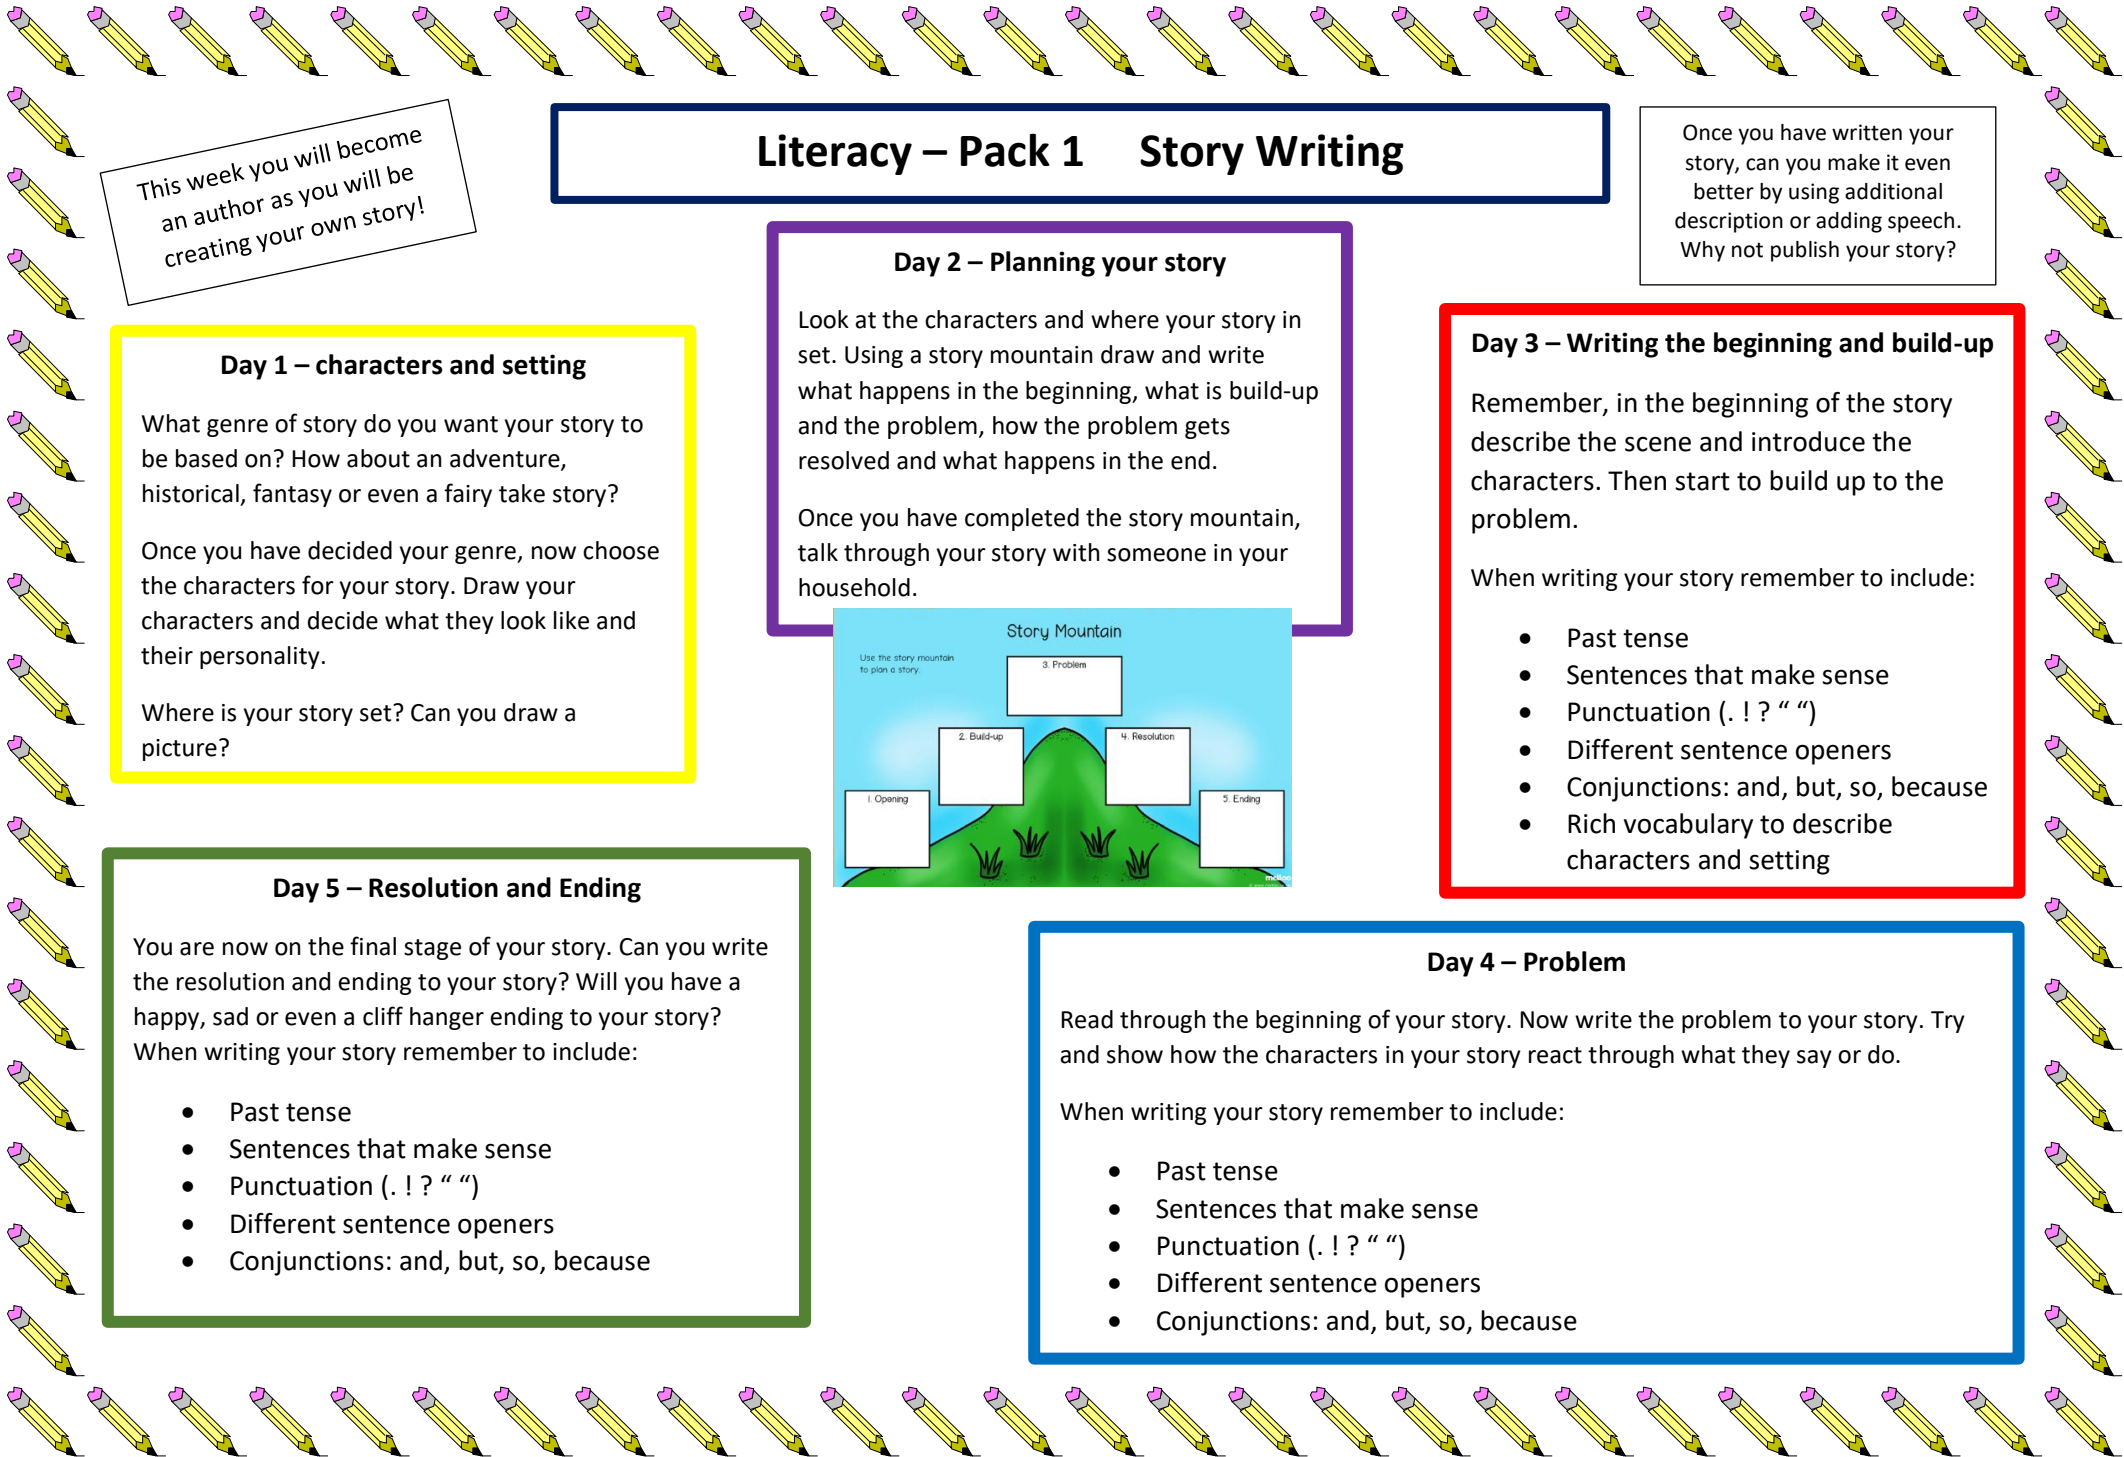 This week you will become
an author as you will be
creating your own story!
Literacy – Pack 1 Story Writing
Once you have written your
story, can you make it even
better by using additional
description or adding speech.
Why not publish your story?
Day 1 – characters and setting
What genre of story do you want your story to
be based on? How about an adventure,
historical, fantasy or even a fairy take story?
Once you have decided your genre, now choose
the characters for your story. Draw your
characters and decide what they look like and
their personality.
Where is your story set? Can you draw a
picture?
Day 2 – Planning your story
Look at the characters and where your story in
set. Using a story mountain draw and write
what happens in the beginning, what is build-up
and the problem, how the problem gets
resolved and what happens in the end.
Once you have completed the story mountain,
talk through your story with someone in your
household.
Story Mountain
Use the story mountain
to plan a story.
3. Problem
2. Build-up
4. Resolution
1. Opening
5. Ending
Day 3 – Writing the beginning and build-up
Remember, in the beginning of the story
describe the scene and introduce the
characters. Then start to build up to the
problem.
When writing your story remember to include:
• Past tense
• Sentences that make sense
• Punctuation (. ! ? “ “)
• Different sentence openers
• Conjunctions: and, but, so, because
• Rich vocabulary to describe
characters and setting
Day 4 – Problem
Read through the beginning of your story. Now write the problem to your story. Try
and show how the characters in your story react through what they say or do.
When writing your story remember to include:
• Past tense
• Sentences that make sense
• Punctuation (. ! ? “ “)
• Different sentence openers
• Conjunctions: and, but, so, because
Day 5 – Resolution and Ending
You are now on the final stage of your story. Can you write
the resolution and ending to your story? Will you have a
happy, sad or even a cliff hanger ending to your story?
When writing your story remember to include:
• Past tense
• Sentences that make sense
• Punctuation (. ! ? “ “)
• Different sentence openers
• Conjunctions: and, but, so, because